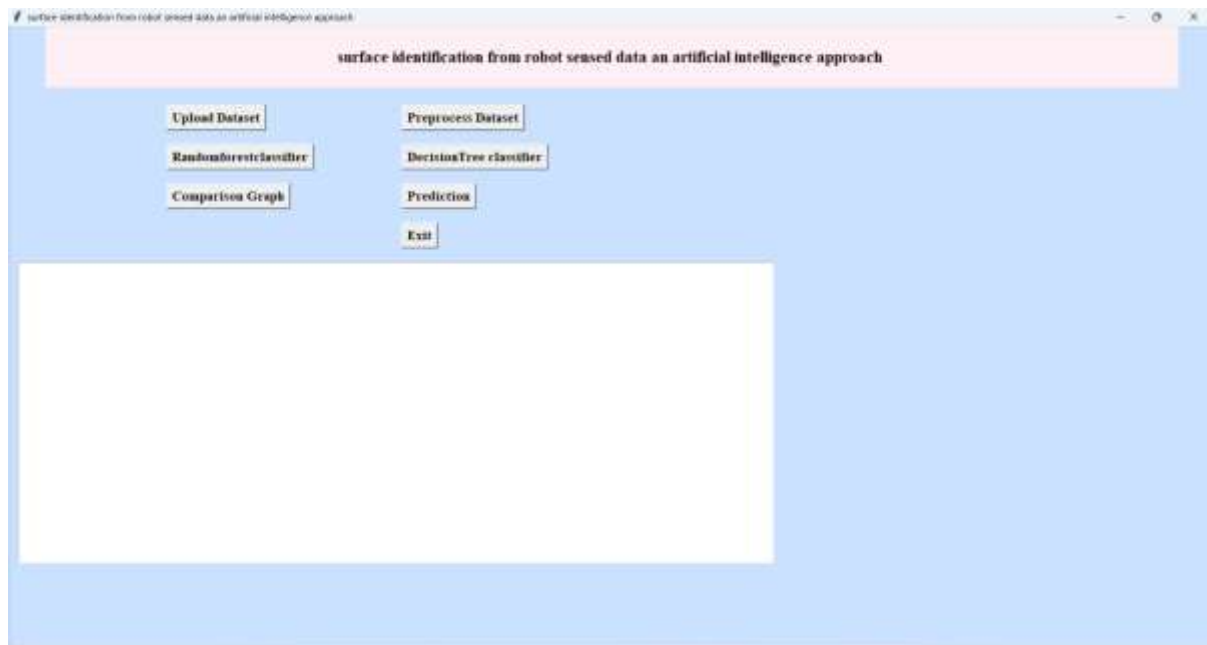 surface identification from robot sensed data an artificial intelligence approach
surface identification from robot sensed data an artificial intelligence approach
Upload Dataset
Preprocess Dataset
Randomforestclassifier
DecisionTree classifier
Comparison Graph
Prediction
Exit